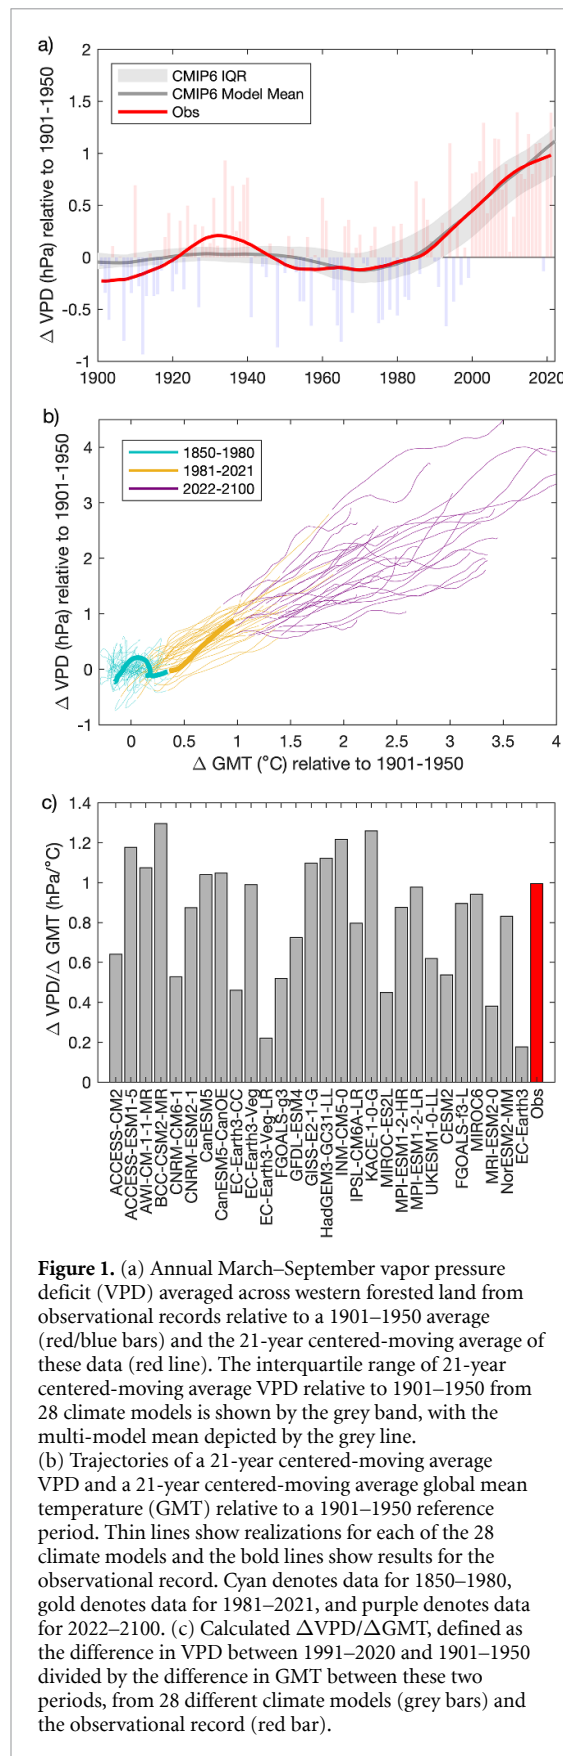 a)
2
1.5
1
0.5
0
-0.5
-1
Δ VPD (hPa) relative to 1901-1950
CMIP6 IQR
CMIP6 Model Mean
Obs
1900 1920 1940 1960 1980 2000 2020
b)
4
3
2
1
0
-1
Δ VPD (hPa) relative to 1901-1950
1850-1980
1981-2021
2022-2100
0 0.5 1 1.5 2 2.5 3 3.5 4
Δ GMT (°C) relative to 1901-1950
c)
1.4
1.2
1
0.8
0.6
0.4
0.2
0
Δ VPD/Δ GMT (hPa/°C)
ACCESS-CM2
ACCESS-ESM1-5
AWI-CM-1-1-MR
BCC-CSM2-MR
CNRM-CM6-1
CNRM-ESM2-1
CanESM5
CanESM5-CanOE
EC-Earth3-CC
EC-Earth3-Veg
EC-Earth3-Veg-LR
FGOALS-g3
GFDL-ESM4
GISS-E2-1-G
HadGEM3-GC31-LL
INM-CM5-0
IPSL-CM6A-LR
KACE-1-0-G
MIROC-ES2L
MPI-ESM1-2-HR
MPI-ESM1-2-LR
UKESM1-0-LL
CESM2
FGOALS-f3-L
MIROC6
MRI-ESM2-0
NorESM2-MM
EC-Earth3
Obs
Figure 1. (a) Annual March–September vapor pressure
deficit (VPD) averaged across western forested land from
observational records relative to a 1901–1950 average
(red/blue bars) and the 21-year centered-moving average of
these data (red line). The interquartile range of 21-year
centered-moving average VPD relative to 1901–1950 from
28 climate models is shown by the grey band, with the
multi-model mean depicted by the grey line.
(b) Trajectories of a 21-year centered-moving average
VPD and a 21-year centered-moving average global mean
temperature (GMT) relative to a 1901–1950 reference
period. Thin lines show realizations for each of the 28
climate models and the bold lines show results for the
observational record. Cyan denotes data for 1850–1980,
gold denotes data for 1981–2021, and purple denotes data
for 2022–2100. (c) Calculated ΔVPD/ΔGMT, defined as
the difference in VPD between 1991–2020 and 1901–1950
divided by the difference in GMT between these two
periods, from 28 different climate models (grey bars) and
the observational record (red bar).